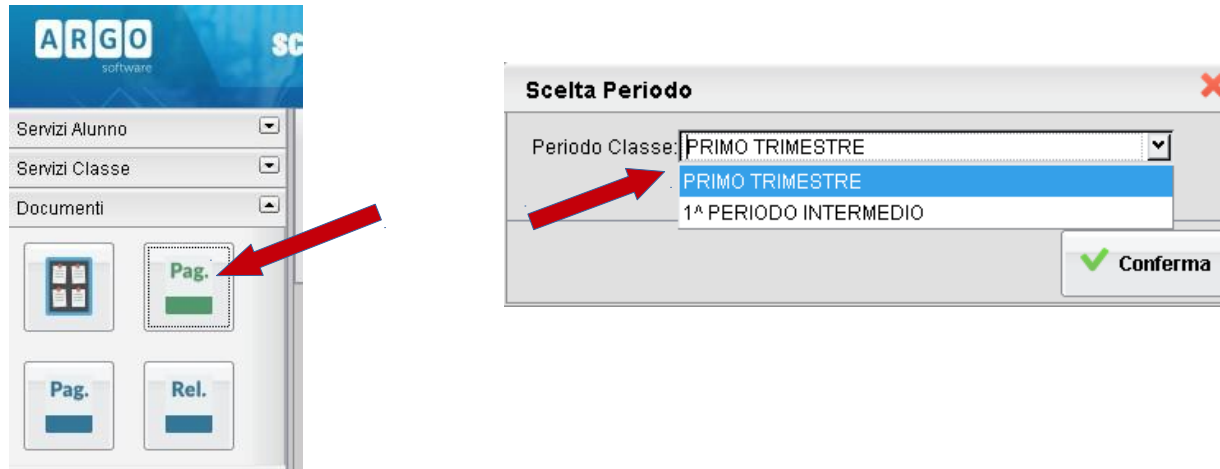 ARGO
software
SC
Servizi Alunno
Servizi Classe
Documenti
Pag.
Pag.
Rel.
Scelta Periodo
Periodo Classe: PRIMO TRIMESTRE
PRIMO TRIMESTRE
1^ PERIODO INTERMEDIO
Conferma